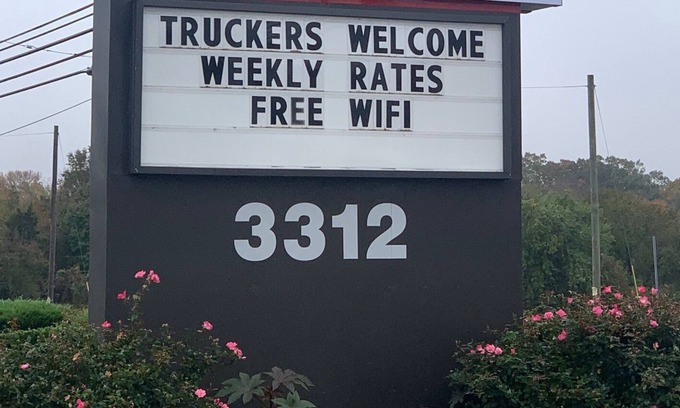 TRUCKERS WELCOME
WEEKLY RATES
FREE WIFI
3312